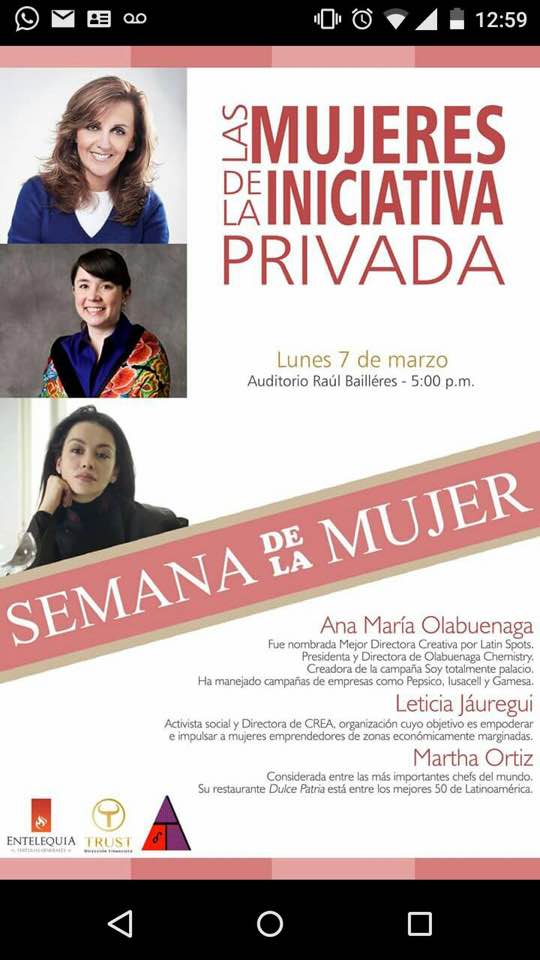 12:59
LAS MUJERES
DE LA INICIATIVA
PRIVADA
Lunes 7 de marzo
Auditorio Raúl Bailléres - 5:00 p.m.
SEMANA DE LA MUJER
Ana María Olabuenaga
Fue nombrada Mejor Directora Creativa por Latin Spots.
Presidenta y Directora de Olabuenaga Chemistry.
Creadora de la campaña Soy totalmente palacio.
Ha manejado campañas de empresas como Pepsico, Iusacell y Gamesa.
Leticia Jáuregui
Activista social y Directora de CREA, organización cuyo objetivo es empoderar
e impulsar a mujeres emprendedores de zonas económicamente marginadas.
Martha Ortiz
Considerada entre las más importantes chefs del mundo.
Su restaurante Dulce Patria está entre los mejores 50 de Latinoamérica.
ENTELEQUIA
TRUST
Dirección Financiera